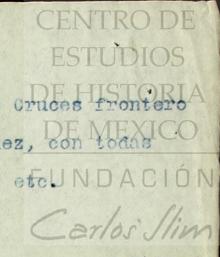 CENTRO DE
ESTUDIOS
DE HISTORIA
Cruces frontero
DE MEXICO
ez, con todas
FUNDACIÓN
etc.
Carlos Slim